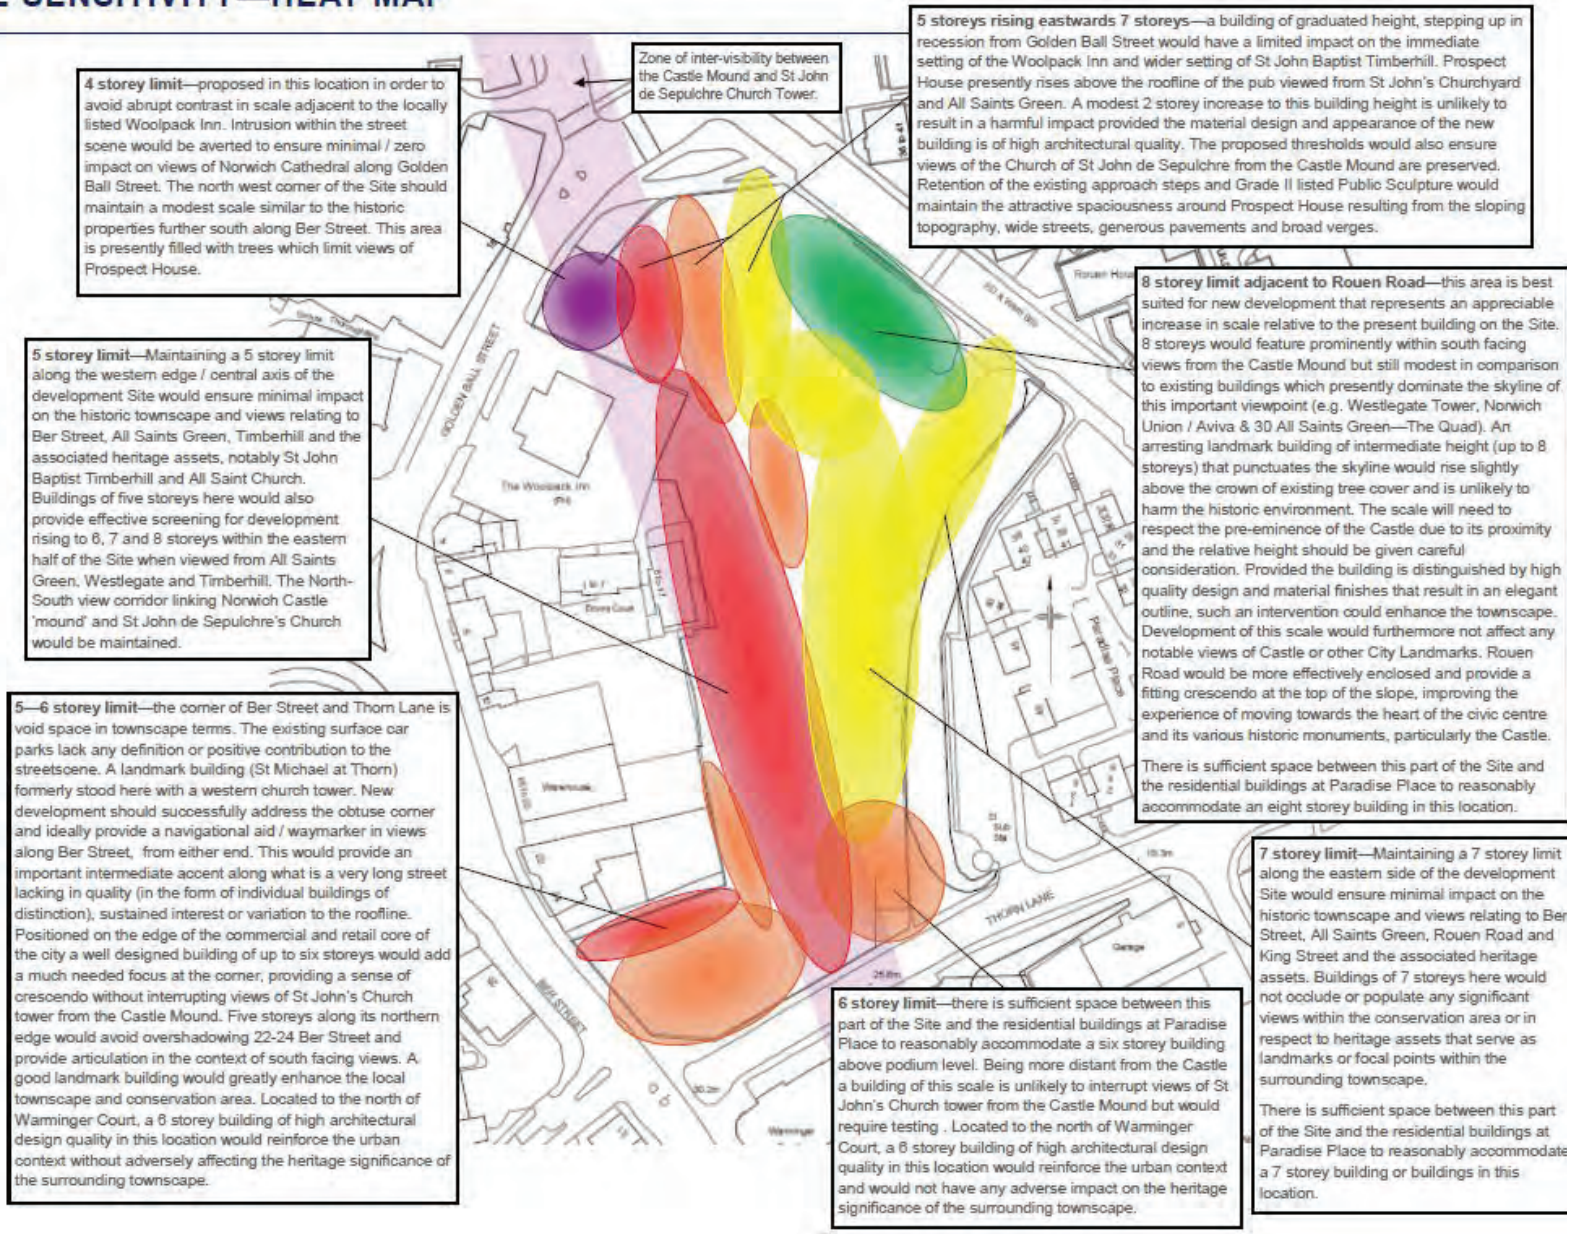 E SENSITIVITY—HEAT MAP
4 storey limit—proposed in this location in order to
avoid abrupt contrast in scale adjacent to the locally
listed Woolpack Inn. Intrusion within the street
scene would be averted to ensure minimal / zero
impact on views of Norwich Cathedral along Golden
Ball Street. The north west corner of the Site should
maintain a modest scale similar to the historic
properties further south along Ber Street. This area
is presently filled with trees which limit views of
Prospect House.
Zone of inter-visibility between
the Castle Mound and St John
de Sepulchre Church Tower.
5 storeys rising eastwards 7 storeys—a building of graduated height, stepping up in
recession from Golden Ball Street would have a limited impact on the immediate
setting of the Woolpack Inn and wider setting of St John Baptist Timberhill. Prospect
House presently rises above the roofline of the pub viewed from St John's Churchyard
and All Saints Green. A modest 2 storey increase to this building height is unlikely to
result in a harmful impact provided the material design and appearance of the new
building is of high architectural quality. The proposed thresholds would also ensure
views of the Church of St John de Sepulchre from the Castle Mound are preserved.
Retention of the existing approach steps and Grade II listed Public Sculpture would
maintain the attractive spaciousness around Prospect House resulting from the sloping
topography, wide streets, generous pavements and broad verges.
5 storey limit—Maintaining a 5 storey limit
along the western edge / central axis of the
development Site would ensure minimal impact
on the historic townscape and views relating to
Ber Street, All Saints Green, Timberhill and the
associated heritage assets, notably St John
Baptist Timberhill and All Saint Church.
Buildings of five storeys here would also
provide effective screening for development
rising to 6, 7 and 8 storeys within the eastern
half of the Site when viewed from All Saints
Green, Westlegate and Timberhill. The North-
South view corridor linking Norwich Castle
'mound' and St John de Sepulchre's Church
would be maintained.
8 storey limit adjacent to Rouen Road—this area is best
suited for new development that represents an appreciable
increase in scale relative to the present building on the Site.
8 storeys would feature prominently within south facing
views from the Castle Mound but still modest in comparison
to existing buildings which presently dominate the skyline of
this important viewpoint (e.g. Westlegate Tower, Norwich
Union / Aviva & 30 All Saints Green—The Quad). An
arresting landmark building of intermediate height (up to 8
storeys) that punctuates the skyline would rise slightly
above the crown of existing tree cover and is unlikely to
harm the historic environment. The scale will need to
respect the pre-eminence of the Castle due to its proximity
and the relative height should be given careful
consideration. Provided the building is distinguished by high
quality design and material finishes that result in an elegant
outline, such an intervention could enhance the townscape.
Development of this scale would furthermore not affect any
notable views of Castle or other City Landmarks. Rouen
Road would be more effectively enclosed and provide a
fitting crescendo at the top of the slope, improving the
experience of moving towards the heart of the civic centre
and its various historic monuments, particularly the Castle.
There is sufficient space between this part of the Site and
the residential buildings at Paradise Place to reasonably
accommodate an eight storey building in this location.
5—6 storey limit—the corner of Ber Street and Thorn Lane is
void space in townscape terms. The existing surface car
parks lack any definition or positive contribution to the
streetscene. A landmark building (St Michael at Thorn)
formerly stood here with a western church tower. New
development should successfully address the obtuse corner
and ideally provide a navigational aid / waymarker in views
along Ber Street, from either end. This would provide an
important intermediate accent along what is a very long street
lacking in quality (in the form of individual buildings of
distinction), sustained interest or variation to the roofline.
Positioned on the edge of the commercial and retail core of
the city a well designed building of up to six storeys would add
a much needed focus at the corner, providing a sense of
crescendo without interrupting views of St John's Church
tower from the Castle Mound. Five storeys along its northern
edge would avoid overshadowing 22-24 Ber Street and
provide articulation in the context of south facing views. A
good landmark building would greatly enhance the local
townscape and conservation area. Located to the north of
Warminger Court, a 6 storey building of high architectural
design quality in this location would reinforce the urban
context without adversely affecting the heritage significance of
the surrounding townscape.
6 storey limit—there is sufficient space between this
part of the Site and the residential buildings at Paradise
Place to reasonably accommodate a six storey building
above podium level. Being more distant from the Castle
a building of this scale is unlikely to interrupt views of St
John's Church tower from the Castle Mound but would
require testing . Located to the north of Warminger
Court, a 6 storey building of high architectural design
quality in this location would reinforce the urban context
and would not have any adverse impact on the heritage
significance of the surrounding townscape.
7 storey limit—Maintaining a 7 storey limit
along the eastern side of the development
Site would ensure minimal impact on the
historic townscape and views relating to Ber
Street, All Saints Green, Rouen Road and
King Street and the associated heritage
assets. Buildings of 7 storeys here would
not occlude or populate any significant
views within the conservation area or in
respect to heritage assets that serve as
landmarks or focal points within the
surrounding townscape.
There is sufficient space between this part
of the Site and the residential buildings at
Paradise Place to reasonably accommodate
a 7 storey building or buildings in this
location.
GOLDEN BALL STREET
The Woolpack Inn
(PH)
Warehouse
BER STREET
THORN LANE
Garage
Paradise Place
El
Sub
Sta
Warminger
30.2m